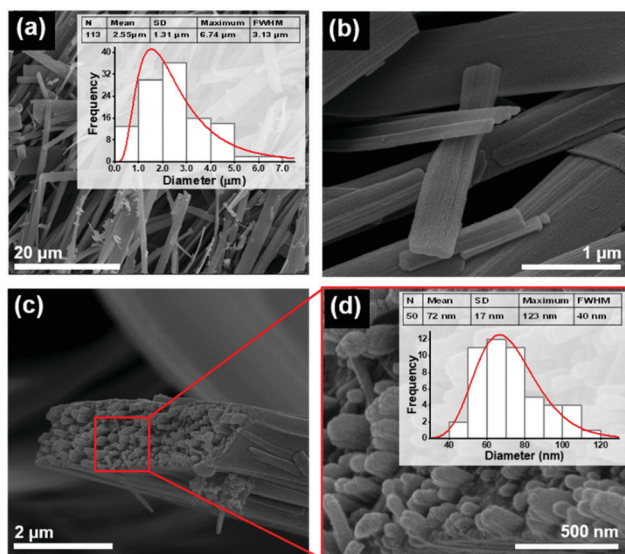 (a)
N Mean SD Maximum FWHM
113 2.55µm 1.31 µm 6.74 µm 3.13 µm
Frequency
40
32
24
16
8
0
0.0 1.0 2.0 3.0 4.0 5.0 6.0 7.0
Diameter (µm)
20 µm
(b)
1 µm
(c)
2 µm
(d)
N Mean SD Maximum FWHM
50 72 nm 17 nm 123 nm 40 nm
Frequency
12
10
8
6
4
2
0
40 60 80 100 120
Diameter (nm)
500 nm